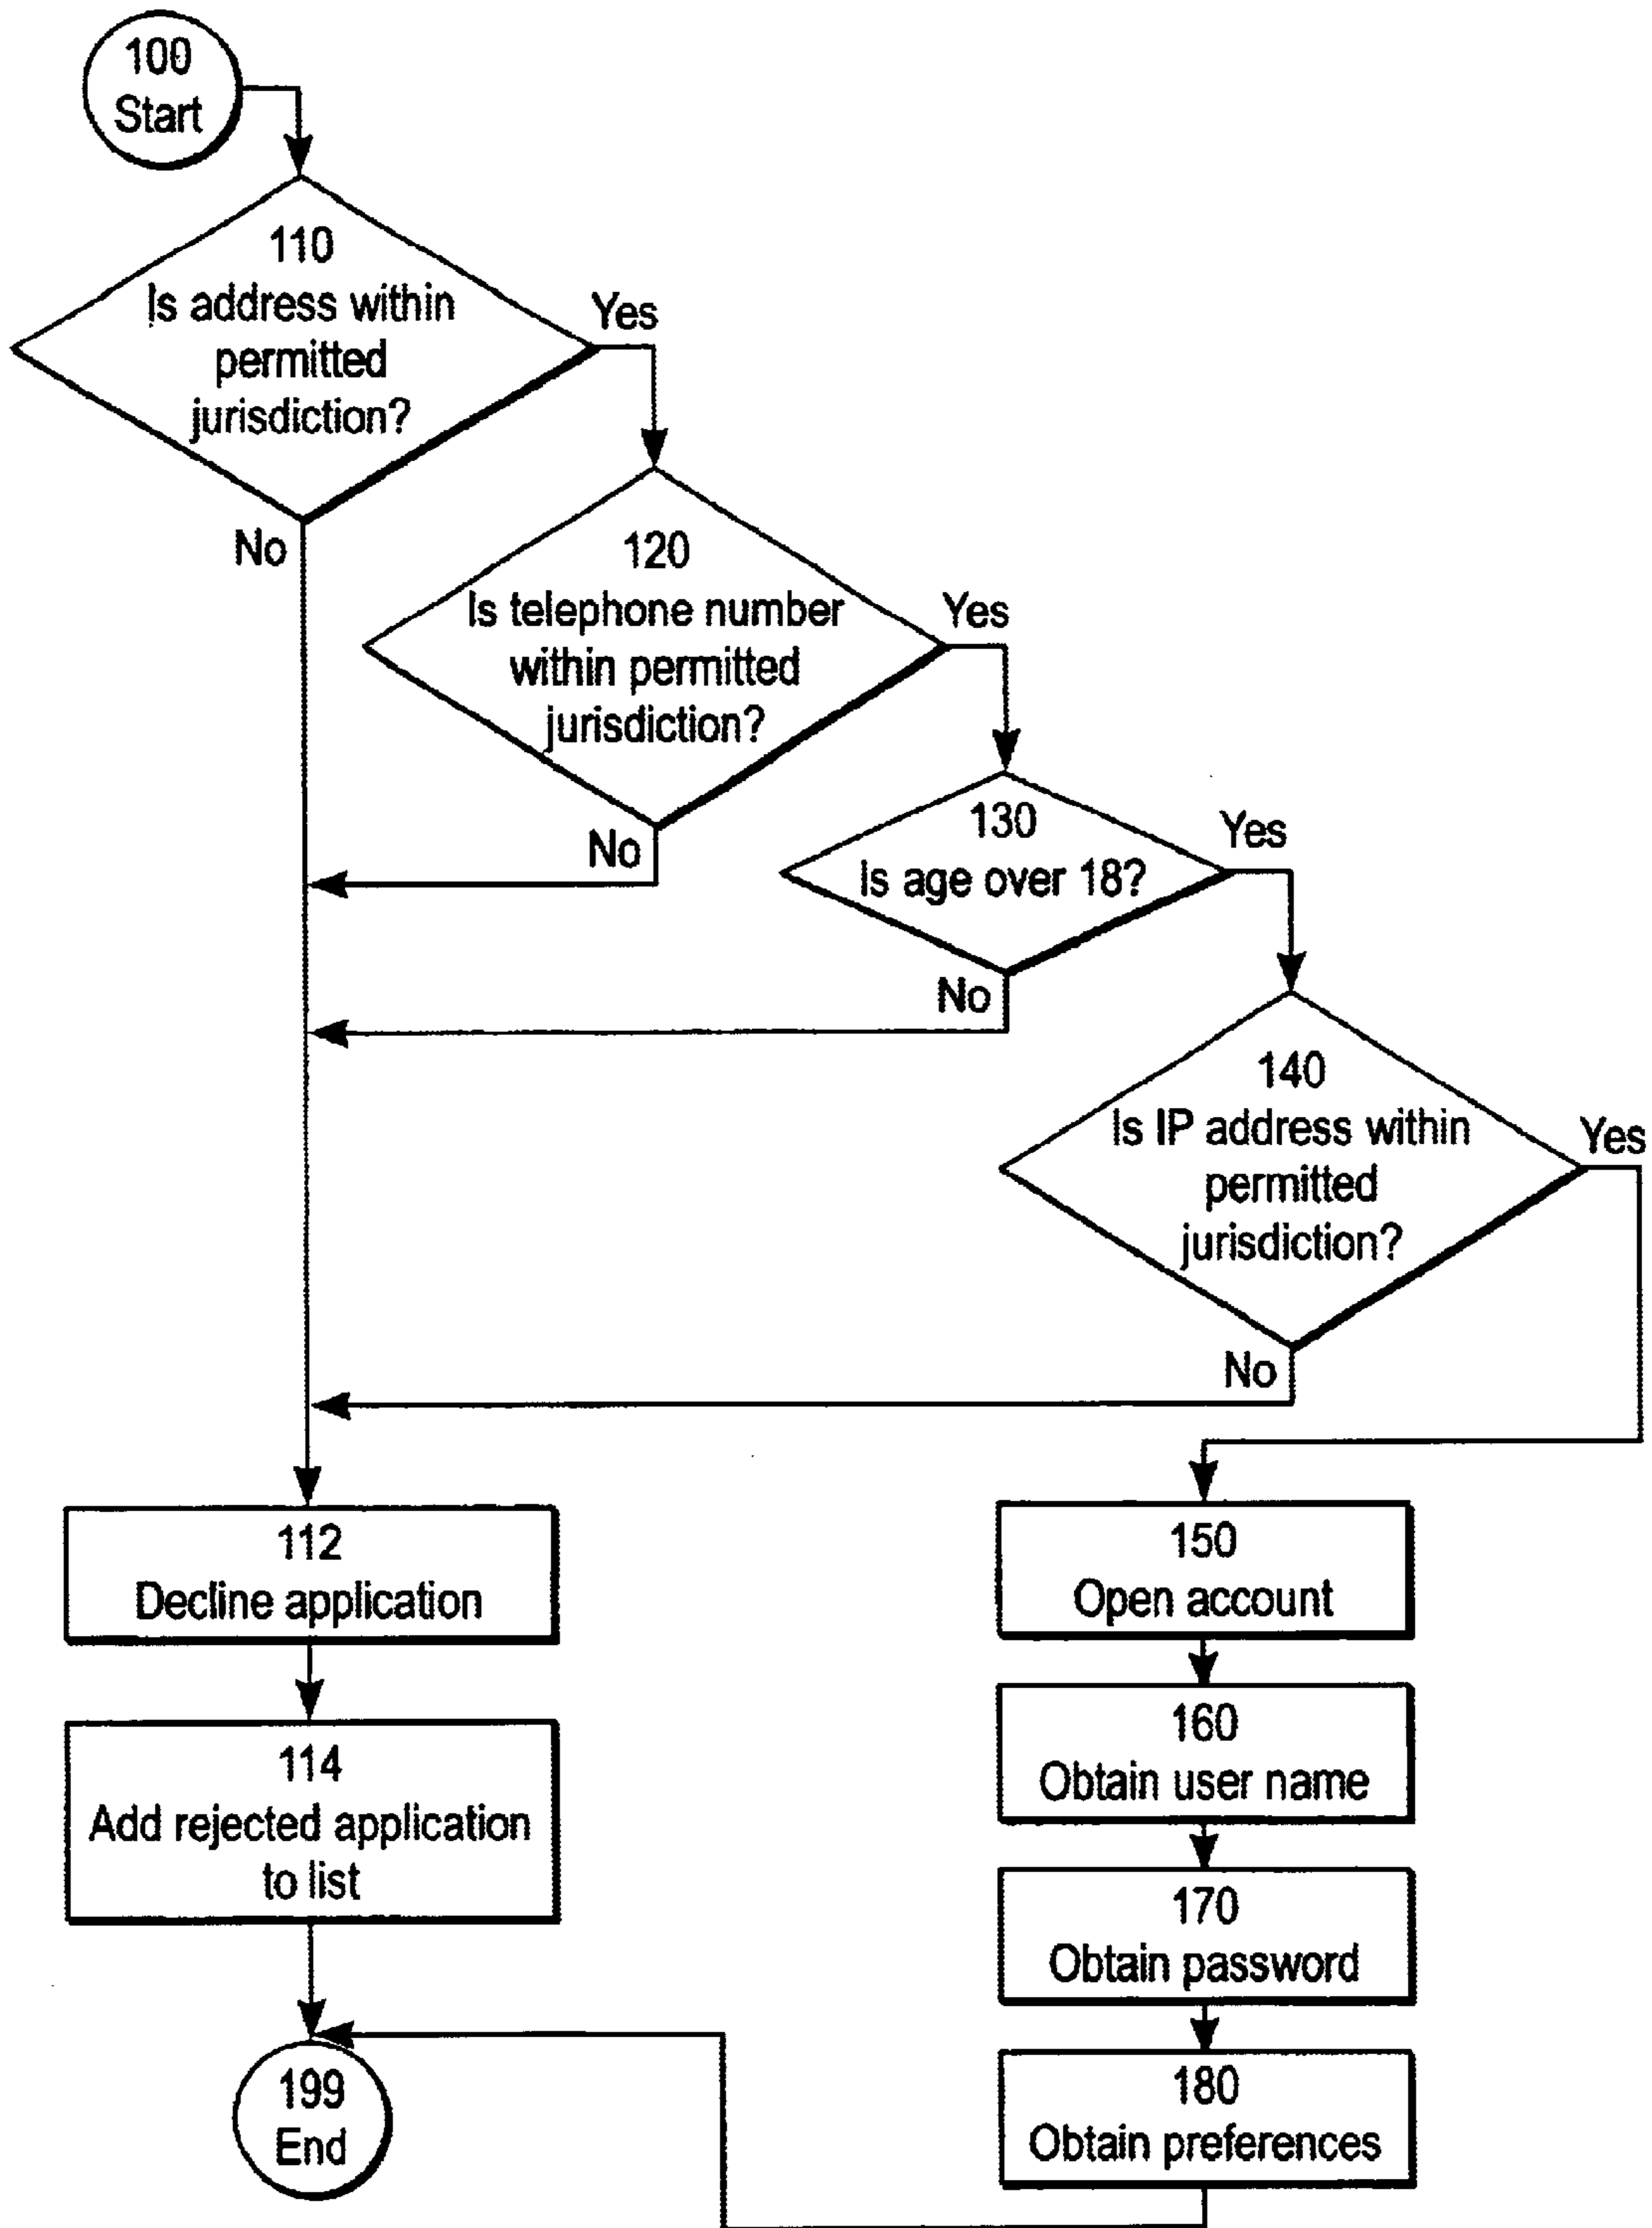 100
Start
110
Is address within
permitted
jurisdiction?
Yes
No
120
Is telephone number
within permitted
jurisdiction?
Yes
No
130
Is age over 18?
Yes
No
140
Is IP address within
permitted
jurisdiction?
Yes
No
112
Decline application
114
Add rejected application
to list
199
End
150
Open account
160
Obtain user name
170
Obtain password
180
Obtain preferences